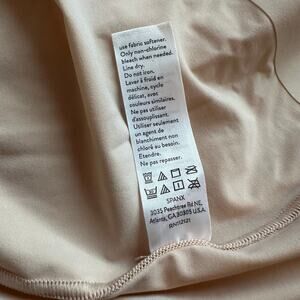 use fabric softener.
Only non-chlorine
bleach when needed.
Line dry.
Do not iron.
Laver à froid en
machine, cycle
délicat, avec
couleurs similaires.
Ne pas utiliser
d'assouplissant.
Utiliser seulement
un agent de
blanchiment non
chloré au besoin.
Étendre.
Ne pas repasser.
SPANX
3035 Peachtree Rd NE,
Atlanta, GA 30305 U.S.A.
RN112121